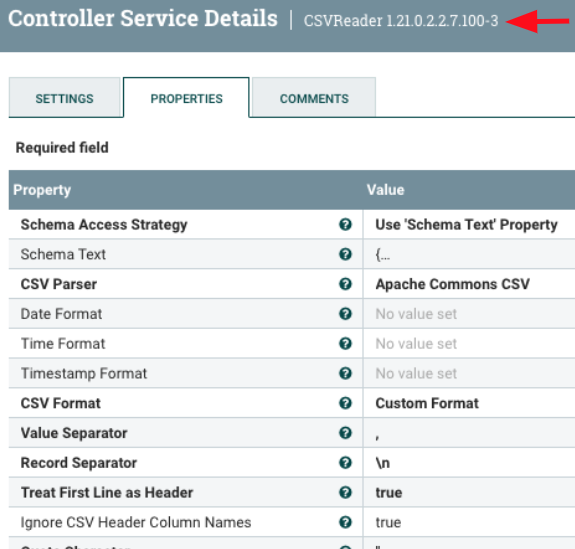 Controller Service Details | CSVReader 1.21.0.2.2.7.100-3
SETTINGS PROPERTIES COMMENTS
Required field
Property Value
Schema Access Strategy ? Use 'Schema Text' Property
Schema Text ? {...
CSV Parser ? Apache Commons CSV
Date Format ? No value set
Time Format ? No value set
Timestamp Format ? No value set
CSV Format ? Custom Format
Value Separator ? ,
Record Separator ? \n
Treat First Line as Header ? true
Ignore CSV Header Column Names ? true